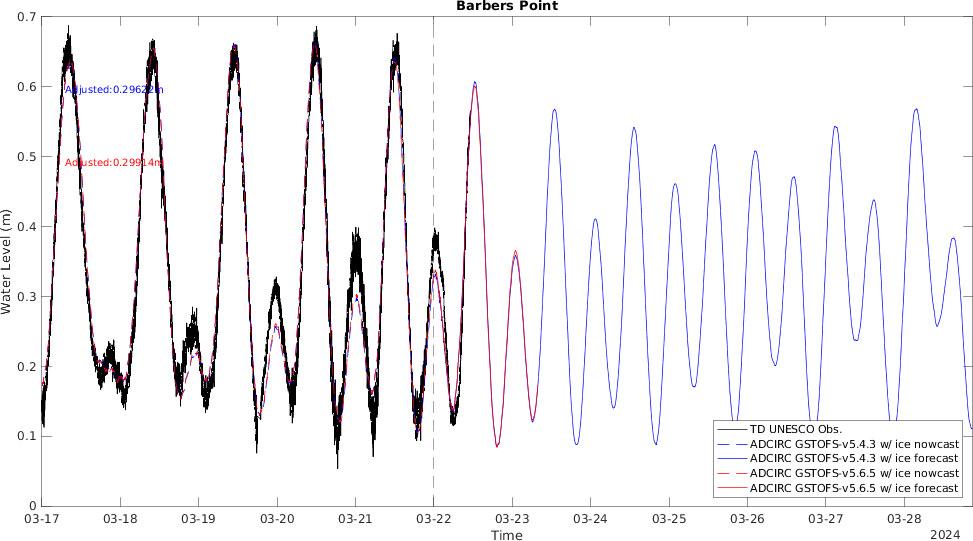 Barbers Point
0.7
0.6
0.5
0.4
0.3
0.2
0.1
0
Water Level (m)
Adjusted:0.29622m
Adjusted:0.29914m
TD UNESCO Obs.
ADCIRC GSTOFS-v5.4.3 w/ ice nowcast
ADCIRC GSTOFS-v5.4.3 w/ ice forecast
ADCIRC GSTOFS-v5.6.5 w/ ice nowcast
ADCIRC GSTOFS-v5.6.5 w/ ice forecast
03-17 03-18 03-19 03-20 03-21 03-22 03-23 03-24 03-25 03-26 03-27 03-28
Time
2024